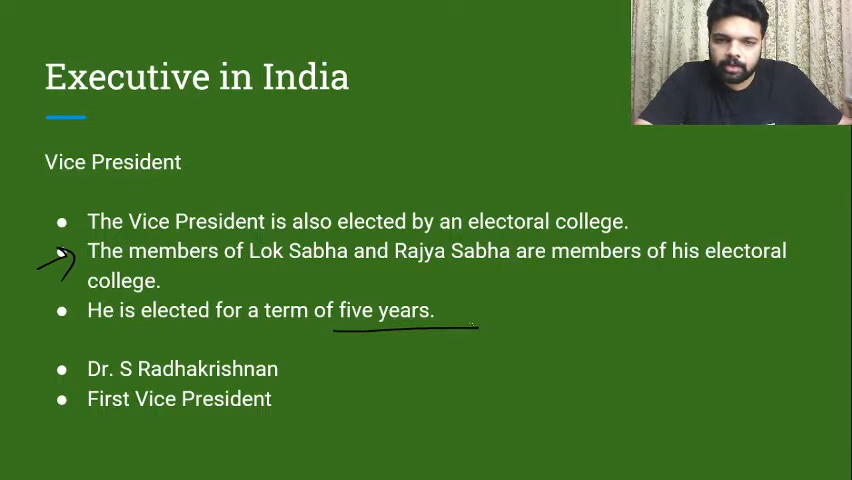 Executive in India
Vice President
The Vice President is also elected by an electoral college.
The members of Lok Sabha and Rajya Sabha are members of his electoral
college.
He is elected for a term of five years.
Dr. S Radhakrishnan
First Vice President